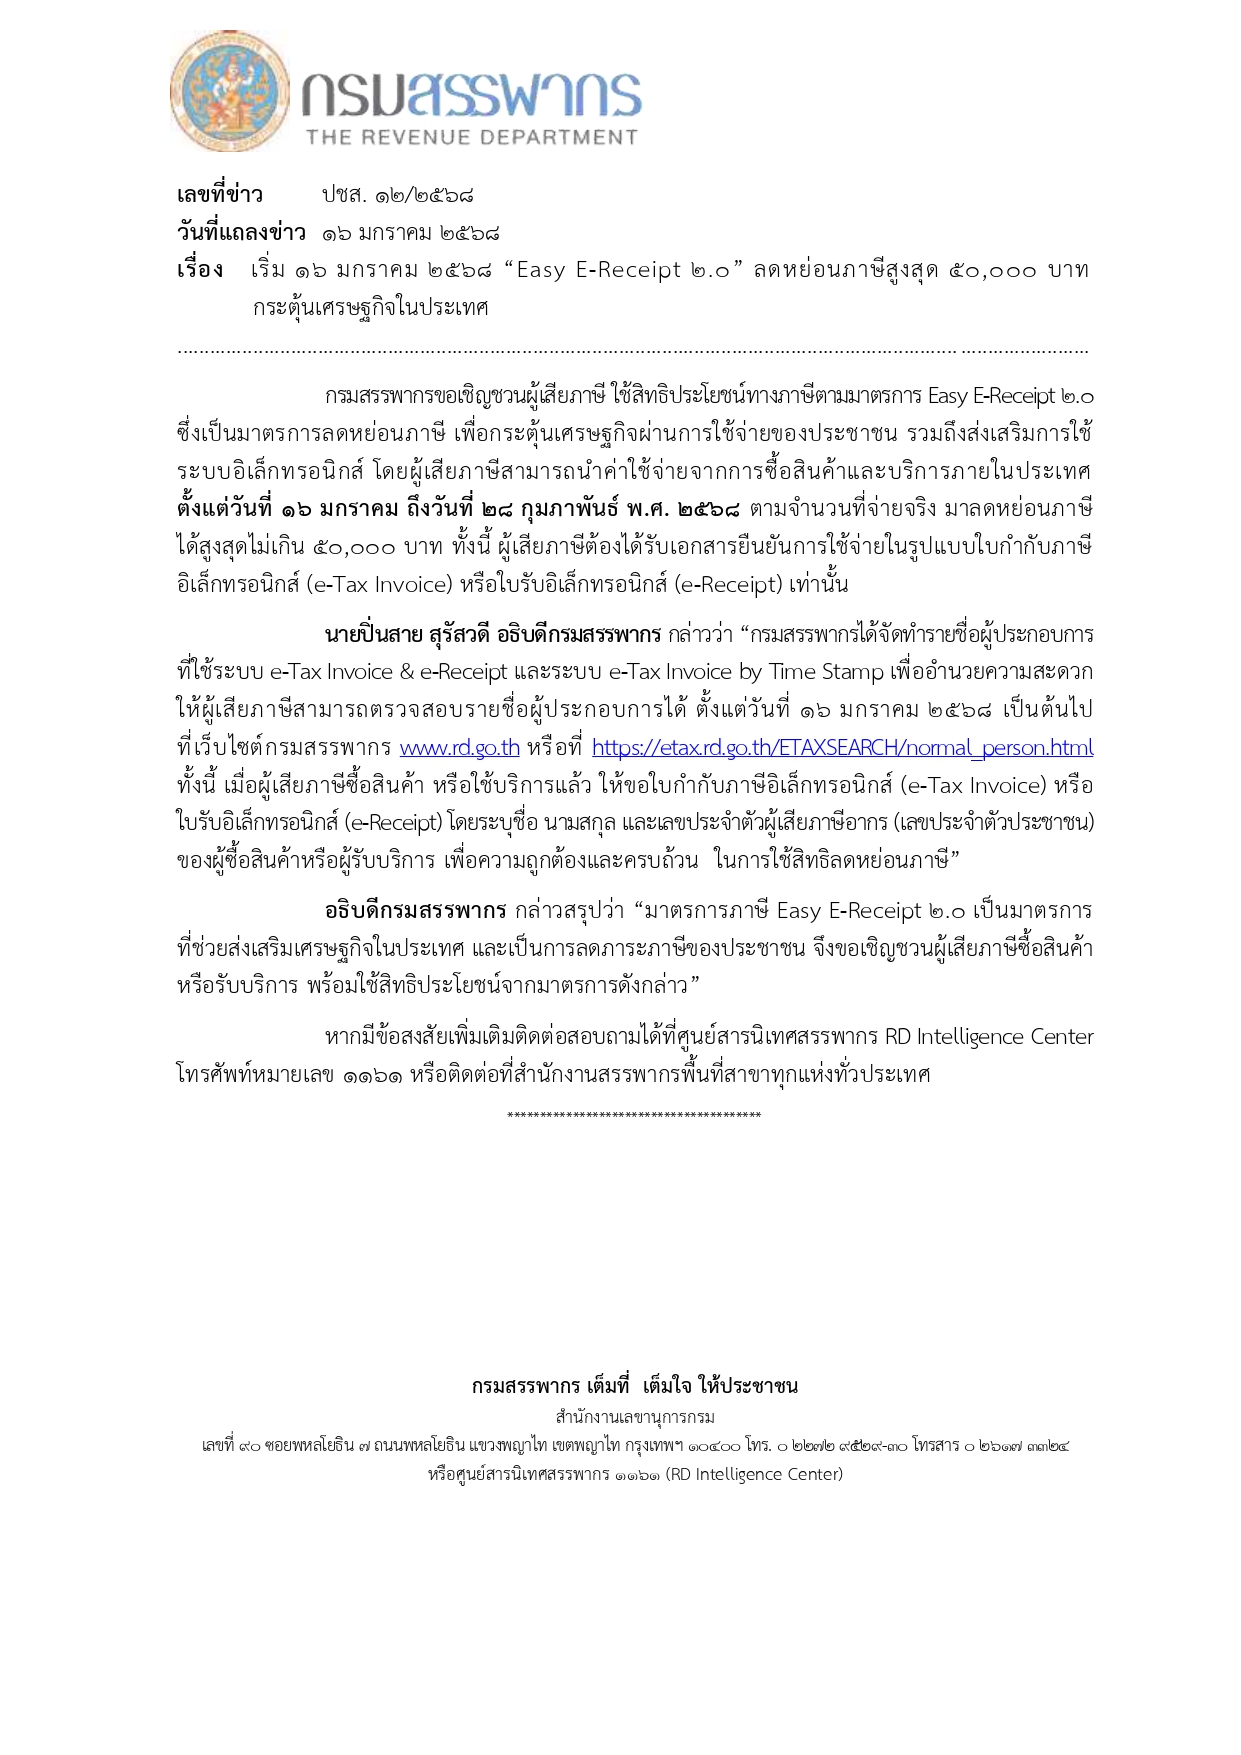 กรมสรรพากร
THE REVENUE DEPARTMENT
เลขที่ข่าว ปชส. ๑๒/๒๕๖๘
วันที่แถลงข่าว ๑๖ มกราคม ๒๕๖๘
เรื่อง เริ่ม ๑๖ มกราคม ๒๕๖๘ “Easy E-Receipt ๒.๐” ลดหย่อนภาษีสูงสุด ๕๐,๐๐๐ บาท
กระตุ้นเศรษฐกิจในประเทศ
กรมสรรพากรขอเชิญชวนผู้เสียภาษี ใช้สิทธิประโยชน์ทางภาษีตามมาตรการ Easy E-Receipt ๒.๐
ซึ่งเป็นมาตรการลดหย่อนภาษี เพื่อกระตุ้นเศรษฐกิจผ่านการใช้จ่ายของประชาชน รวมถึงส่งเสริมการใช้
ระบบอิเล็กทรอนิกส์ โดยผู้เสียภาษีสามารถนำค่าใช้จ่ายจากการซื้อสินค้าและบริการภายในประเทศ
ตั้งแต่วันที่ ๑๖ มกราคม ถึงวันที่ ๒๘ กุมภาพันธ์ พ.ศ. ๒๕๖๘ ตามจำนวนที่จ่ายจริง มาลดหย่อนภาษี
ได้สูงสุดไม่เกิน ๕๐,๐๐๐ บาท ทั้งนี้ ผู้เสียภาษีต้องได้รับเอกสารยืนยันการใช้จ่ายในรูปแบบใบกำกับภาษี
อิเล็กทรอนิกส์ (e-Tax Invoice) หรือใบรับอิเล็กทรอนิกส์ (e-Receipt) เท่านั้น
นายปิ่นสาย สุรัสวดี อธิบดีกรมสรรพากร กล่าวว่า “กรมสรรพากรได้จัดทำรายชื่อผู้ประกอบการ
ที่ใช้ระบบ e-Tax Invoice & e-Receipt และระบบ e-Tax Invoice by Time Stamp เพื่ออำนวยความสะดวก
ให้ผู้เสียภาษีสามารถตรวจสอบรายชื่อผู้ประกอบการได้ ตั้งแต่วันที่ ๑๖ มกราคม ๒๕๖๘ เป็นต้นไป
ที่เว็บไซต์กรมสรรพากร www.rd.go.th หรือที่ https://etax.rd.go.th/ETAXSEARCH/normal_person.html
ทั้งนี้ เมื่อผู้เสียภาษีซื้อสินค้า หรือใช้บริการแล้ว ให้ขอใบกำกับภาษีอิเล็กทรอนิกส์ (e-Tax Invoice) หรือ
ใบรับอิเล็กทรอนิกส์ (e-Receipt) โดยระบุชื่อ นามสกุล และเลขประจำตัวผู้เสียภาษีอากร (เลขประจำตัวประชาชน)
ของผู้ซื้อสินค้าหรือผู้รับบริการ เพื่อความถูกต้องและครบถ้วน ในการใช้สิทธิลดหย่อนภาษี”
อธิบดีกรมสรรพากร กล่าวสรุปว่า “มาตรการภาษี Easy E-Receipt ๒.๐ เป็นมาตรการ
ที่ช่วยส่งเสริมเศรษฐกิจในประเทศ และเป็นการลดภาระภาษีของประชาชน จึงขอเชิญชวนผู้เสียภาษีซื้อสินค้า
หรือรับบริการ พร้อมใช้สิทธิประโยชน์จากมาตรการดังกล่าว”
หากมีข้อสงสัยเพิ่มเติมติดต่อสอบถามได้ที่ศูนย์สารนิเทศสรรพากร RD Intelligence Center
โทรศัพท์หมายเลข ๑๑๖๑ หรือติดต่อที่สำนักงานสรรพากรพื้นที่สาขาทุกแห่งทั่วประเทศ
***************************************
กรมสรรพากร เต็มที่ เต็มใจ ให้ประชาชน
สำนักงานเลขานุการกรม
เลขที่ ๙๐ ซอยพหลโยธิน ๗ ถนนพหลโยธิน แขวงพญาไท เขตพญาไท กรุงเทพฯ ๑๐๔๐๐ โทร. ๐ ๒๒๗๒ ๙๕๒๙-๓๐ โทรสาร ๐ ๒๖๑๗ ๓๓๒๔
หรือศูนย์สารนิเทศสรรพากร ๑๑๖๑ (RD Intelligence Center)